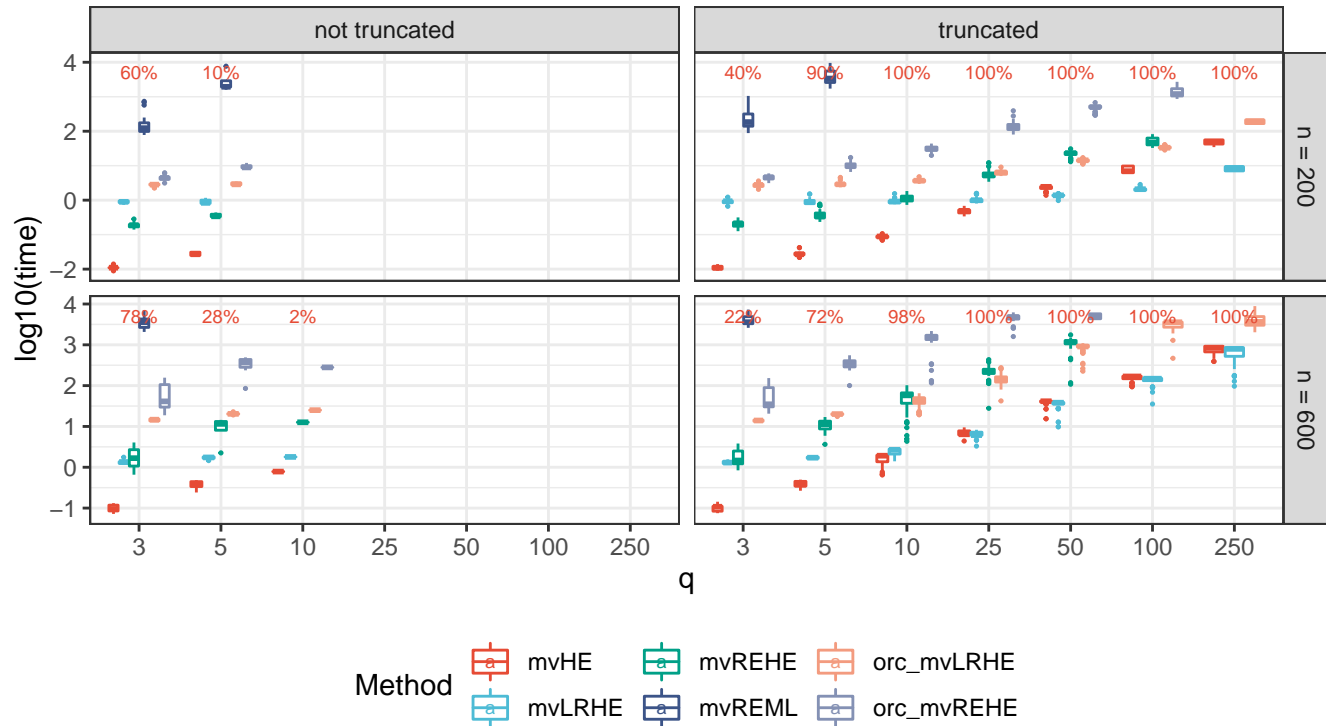 not truncated
truncated
60% 10%
40% 90% 100% 100% 100% 100% 100%
4
2
0
−2
n = 200
78% 28% 2%
22% 72% 98% 100% 100% 100% 100%
4
3
2
1
0
−1
n = 600
log10(time)
3 5 10 25 50 100 250
3 5 10 25 50 100 250
q
Method
a mvHE
a mvREHE
a orc_mvLRHE
a mvLRHE
a mvREML
a orc_mvREHE